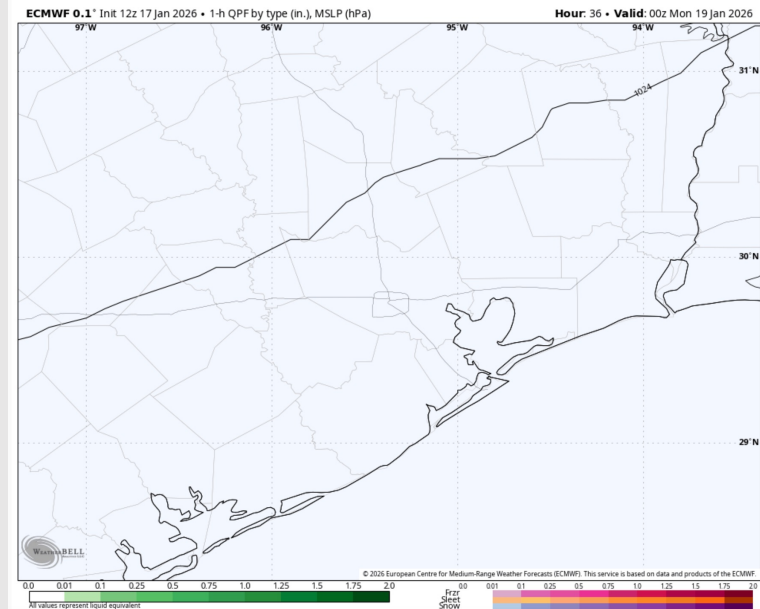 ECMWF 0.1° Init 12z 17 Jan 2026 • 1-h QPF by type (in.), MSLP (hPa) Hour: 36 • Valid: 00z Mon 19 Jan 2026
97°W 96°W 95°W 94°W
31°N
1024
30°N
29°N
WEATHERBELL
© 2026 European Centre for Medium-Range Weather Forecasts (ECMWF). This service is based on data and products of the ECMWF.
0.0 0.01 0.1 0.25 0.5 0.75 1.0 1.25 1.5 1.75 2.0 0.0 0.01 0.1 0.25 0.5 0.75 1.0 1.25 1.5 1.75 2.0
Frzr
Sleet
Snow
All values represent liquid equivalent